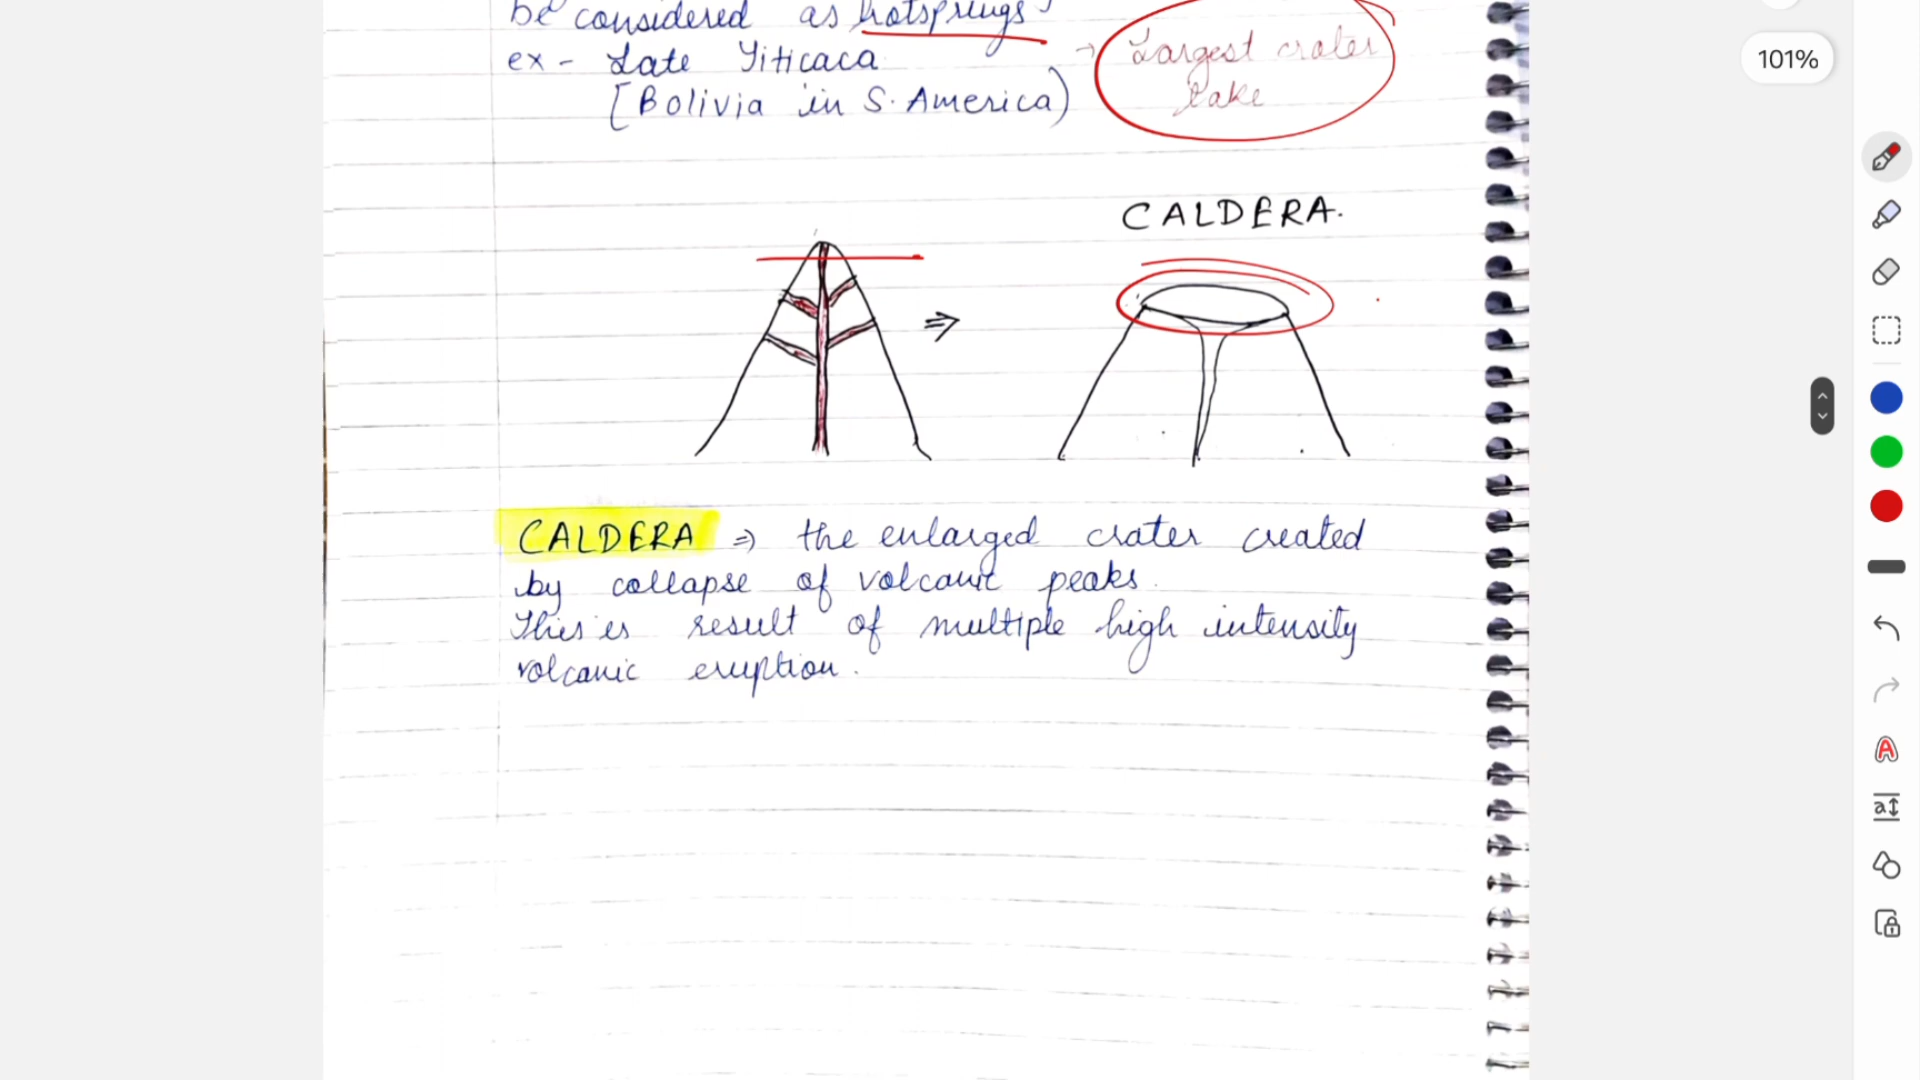 be considered as hotsprings
ex - Late Titicaca → Largest crater
[Bolivia in S. America) lake
CALDERA.
⇒
CALDERA ⇒ the enlarged crater created
by collapse of volcanic peaks.
This is result of multiple high intensity
volcanic eruption.
101%
A
a